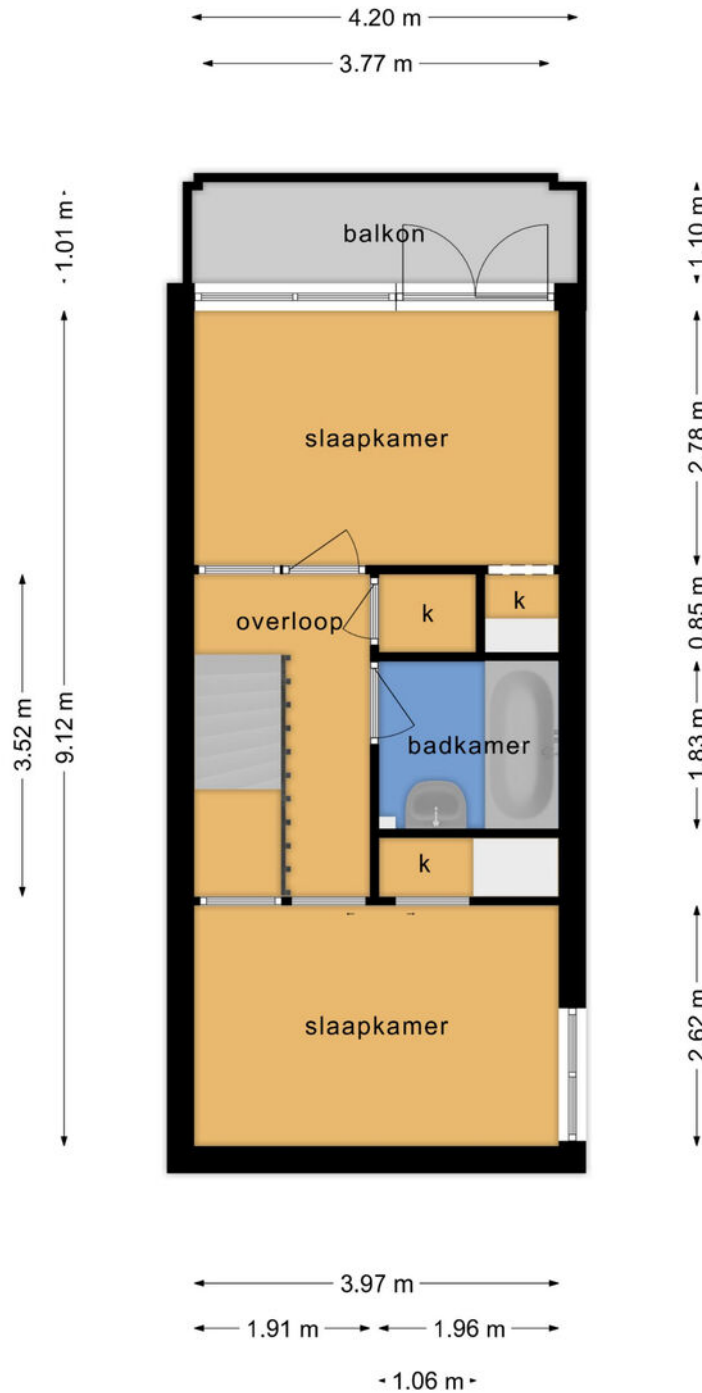 4.20 m
3.77 m
1.01 m
1.10 m
balkon
slaapkamer
2.78 m
overloop
k
k
0.85 m
3.52 m
9.12 m
badkamer
1.83 m
k
slaapkamer
2.62 m
3.97 m
1.91 m
1.96 m
1.06 m